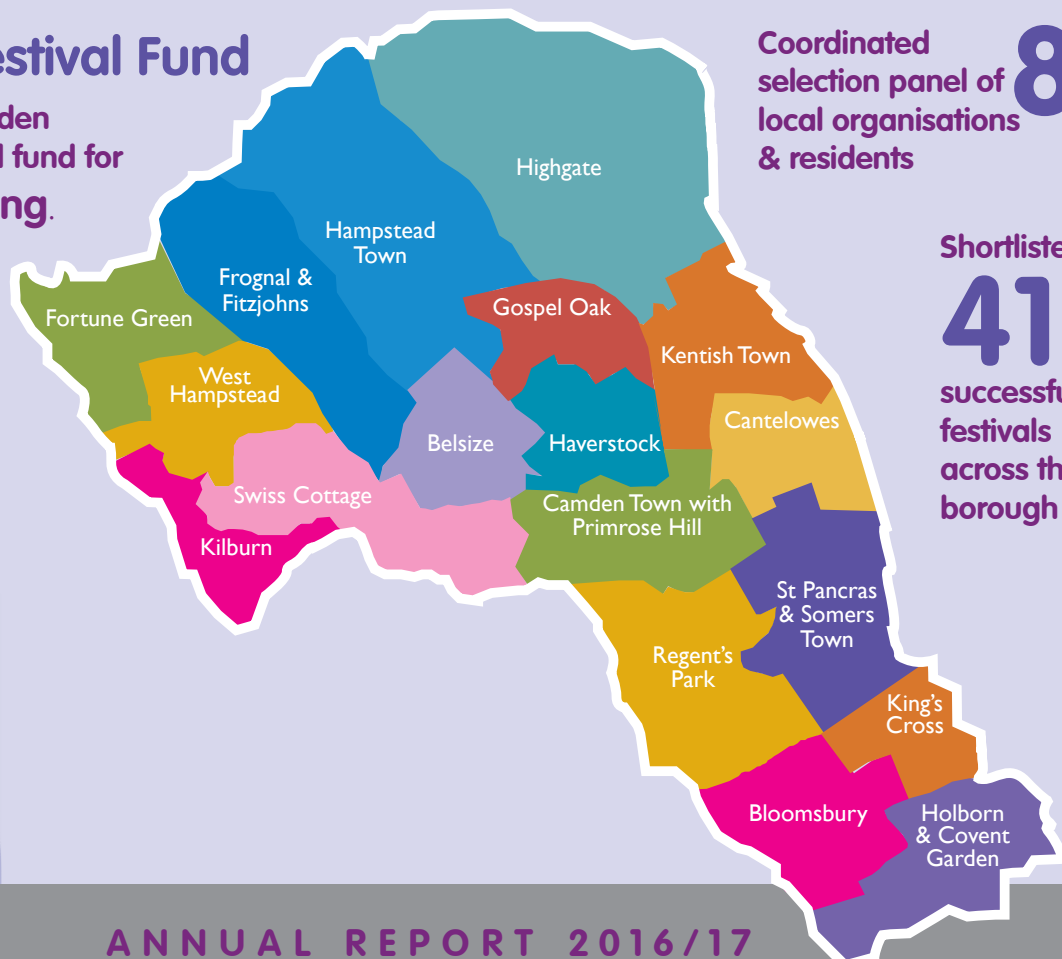 estival Fund
den
fund for
ng.
Coordinated
selection panel of 8
local organisations
& residents
Shortliste
41
successfu
festivals
across th
borough
Highgate
Hampstead
Town
Frognal &
Fitzjohns
Fortune Green
Gospel Oak
Kentish Town
West
Hampstead
Cantelowes
Belsize
Haverstock
Swiss Cottage
Camden Town with
Primrose Hill
Kilburn
St Pancras
& Somers
Town
Regent's
Park
King's
Cross
Bloomsbury
Holborn
& Covent
Garden
ANNUAL REPORT 2016/17